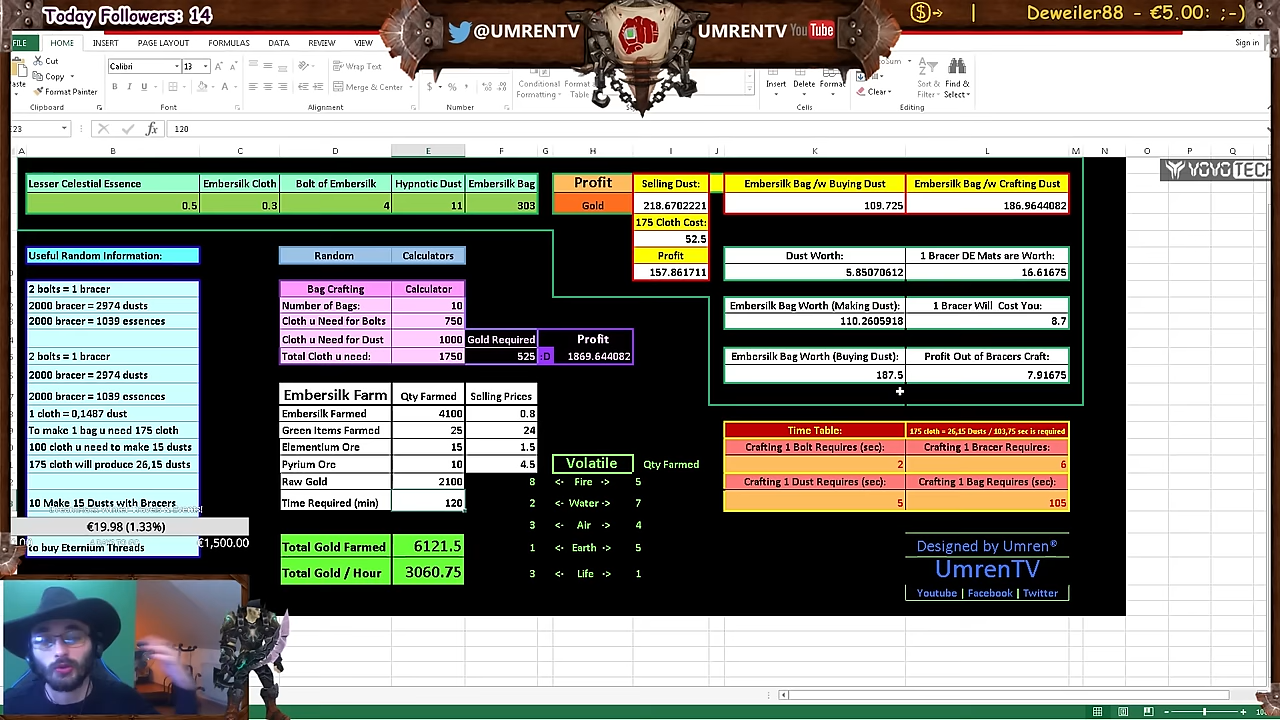 Today Followers: 14
@UMRENTV
UMRENTV YouTube
Deweiler88 - €5.00: ;-)
FILE HOME INSERT PAGE LAYOUT FORMULAS DATA REVIEW VIEW
Sign in
Cut
Copy
Format Painter
Clipboard
Calibri 13
Font
Wrap Text
Merge & Center
Alignment
Number
Conditional Formatting
Format Table
Insert Delete Format
Cells
Clear
Sort & Filter
Find & Select
Editing
120
A B C D E F G H I J K L M N O P Q
Lesser Celestial Essence Embersilk Cloth Bolt of Embersilk Hypnotic Dust Embersilk Bag
0.5 0.3 4 11 303
Profit
Gold
Selling Dust:
218.6702221
175 Cloth Cost:
52.5
Profit
157.861711
Embersilk Bag /w Buying Dust Embersilk Bag /w Crafting Dust
109.725 186.9644082
YOYOTECH
Useful Random Information:
2 bolts = 1 bracer
2000 bracer = 2974 dusts
2000 bracer = 1039 essences
2 bolts = 1 bracer
2000 bracer = 2974 dusts
2000 bracer = 1039 essences
1 cloth = 0,1487 dust
To make 1 bag u need 175 cloth
100 cloth u need to make 15 dusts
175 cloth will produce 26,15 dusts
10 Make 15 Dusts with Bracers
to buy Eternium Threads
€19.98 (1.33%)
€1,500.00
Random Calculators
Bag Crafting Calculator
Number of Bags: 10
Cloth u Need for Bolts 750
Cloth u Need for Dust 1000 Gold Required Profit
Total Cloth u need: 1750 525 :D 1869.644082
Embersilk Farm Qty Farmed Selling Prices
Embersilk Farmed 4100 0.8
Green Items Farmed 25 24
Elementium Ore 15 1.5
Pyrium Ore 10 4.5
Raw Gold 2100
Time Required (min) 120
Total Gold Farmed 6121.5
Total Gold / Hour 3060.75
Volatile Qty Farmed
8 <- Fire -> 5
2 <- Water -> 7
3 <- Air -> 4
1 <- Earth -> 5
3 <- Life -> 1
Dust Worth: 1 Bracer DE Mats are Worth:
5.85070612 16.61675
Embersilk Bag Worth (Making Dust): 1 Bracer Will Cost You:
110.2605918 8.7
Embersilk Bag Worth (Buying Dust): Profit Out of Bracers Craft:
187.5 7.91675
Time Table: 175 cloth = 26,15 Dusts / 103,75 sec is required
Crafting 1 Bolt Requires (sec): Crafting 1 Bracer Requires:
2 6
Crafting 1 Dust Requires (sec): Crafting 1 Bag Requires:
5 105
Designed by Umren®
UmrenTV
Youtube | Facebook | Twitter